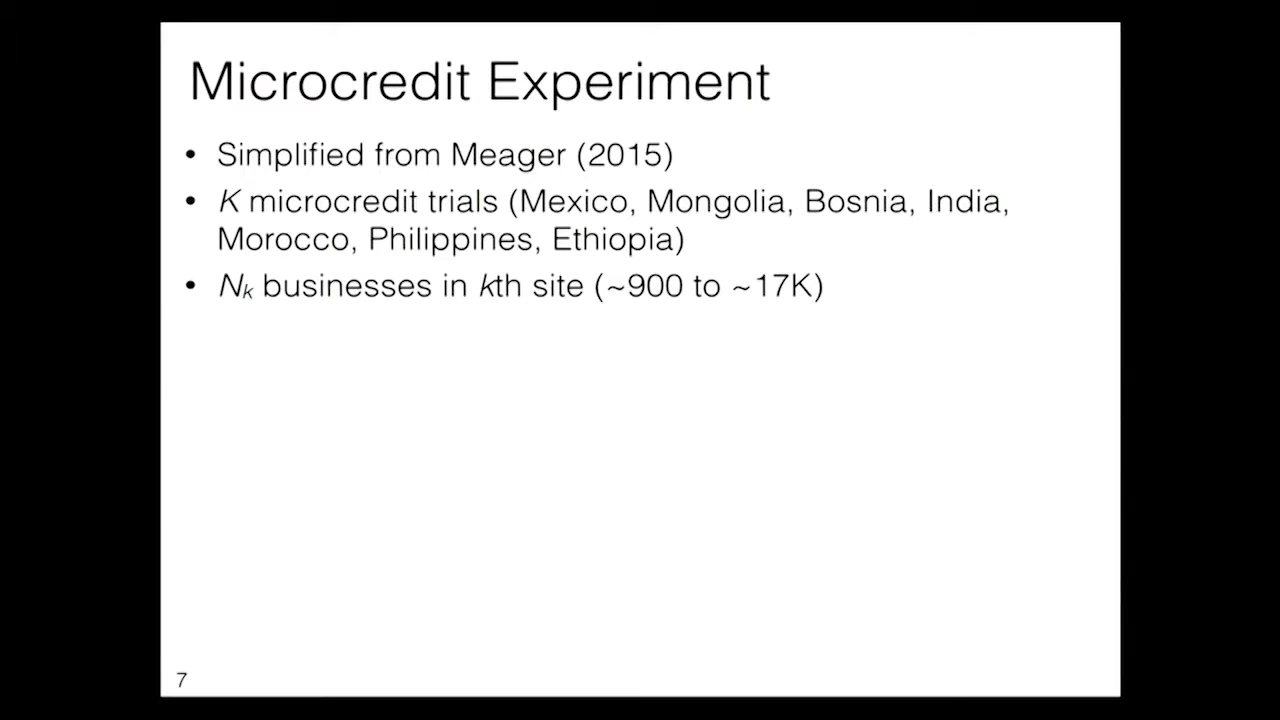 Microcredit Experiment
• Simplified from Meager (2015)
• K microcredit trials (Mexico, Mongolia, Bosnia, India,
Morocco, Philippines, Ethiopia)
• Nk businesses in kth site (~900 to ~17K)
7